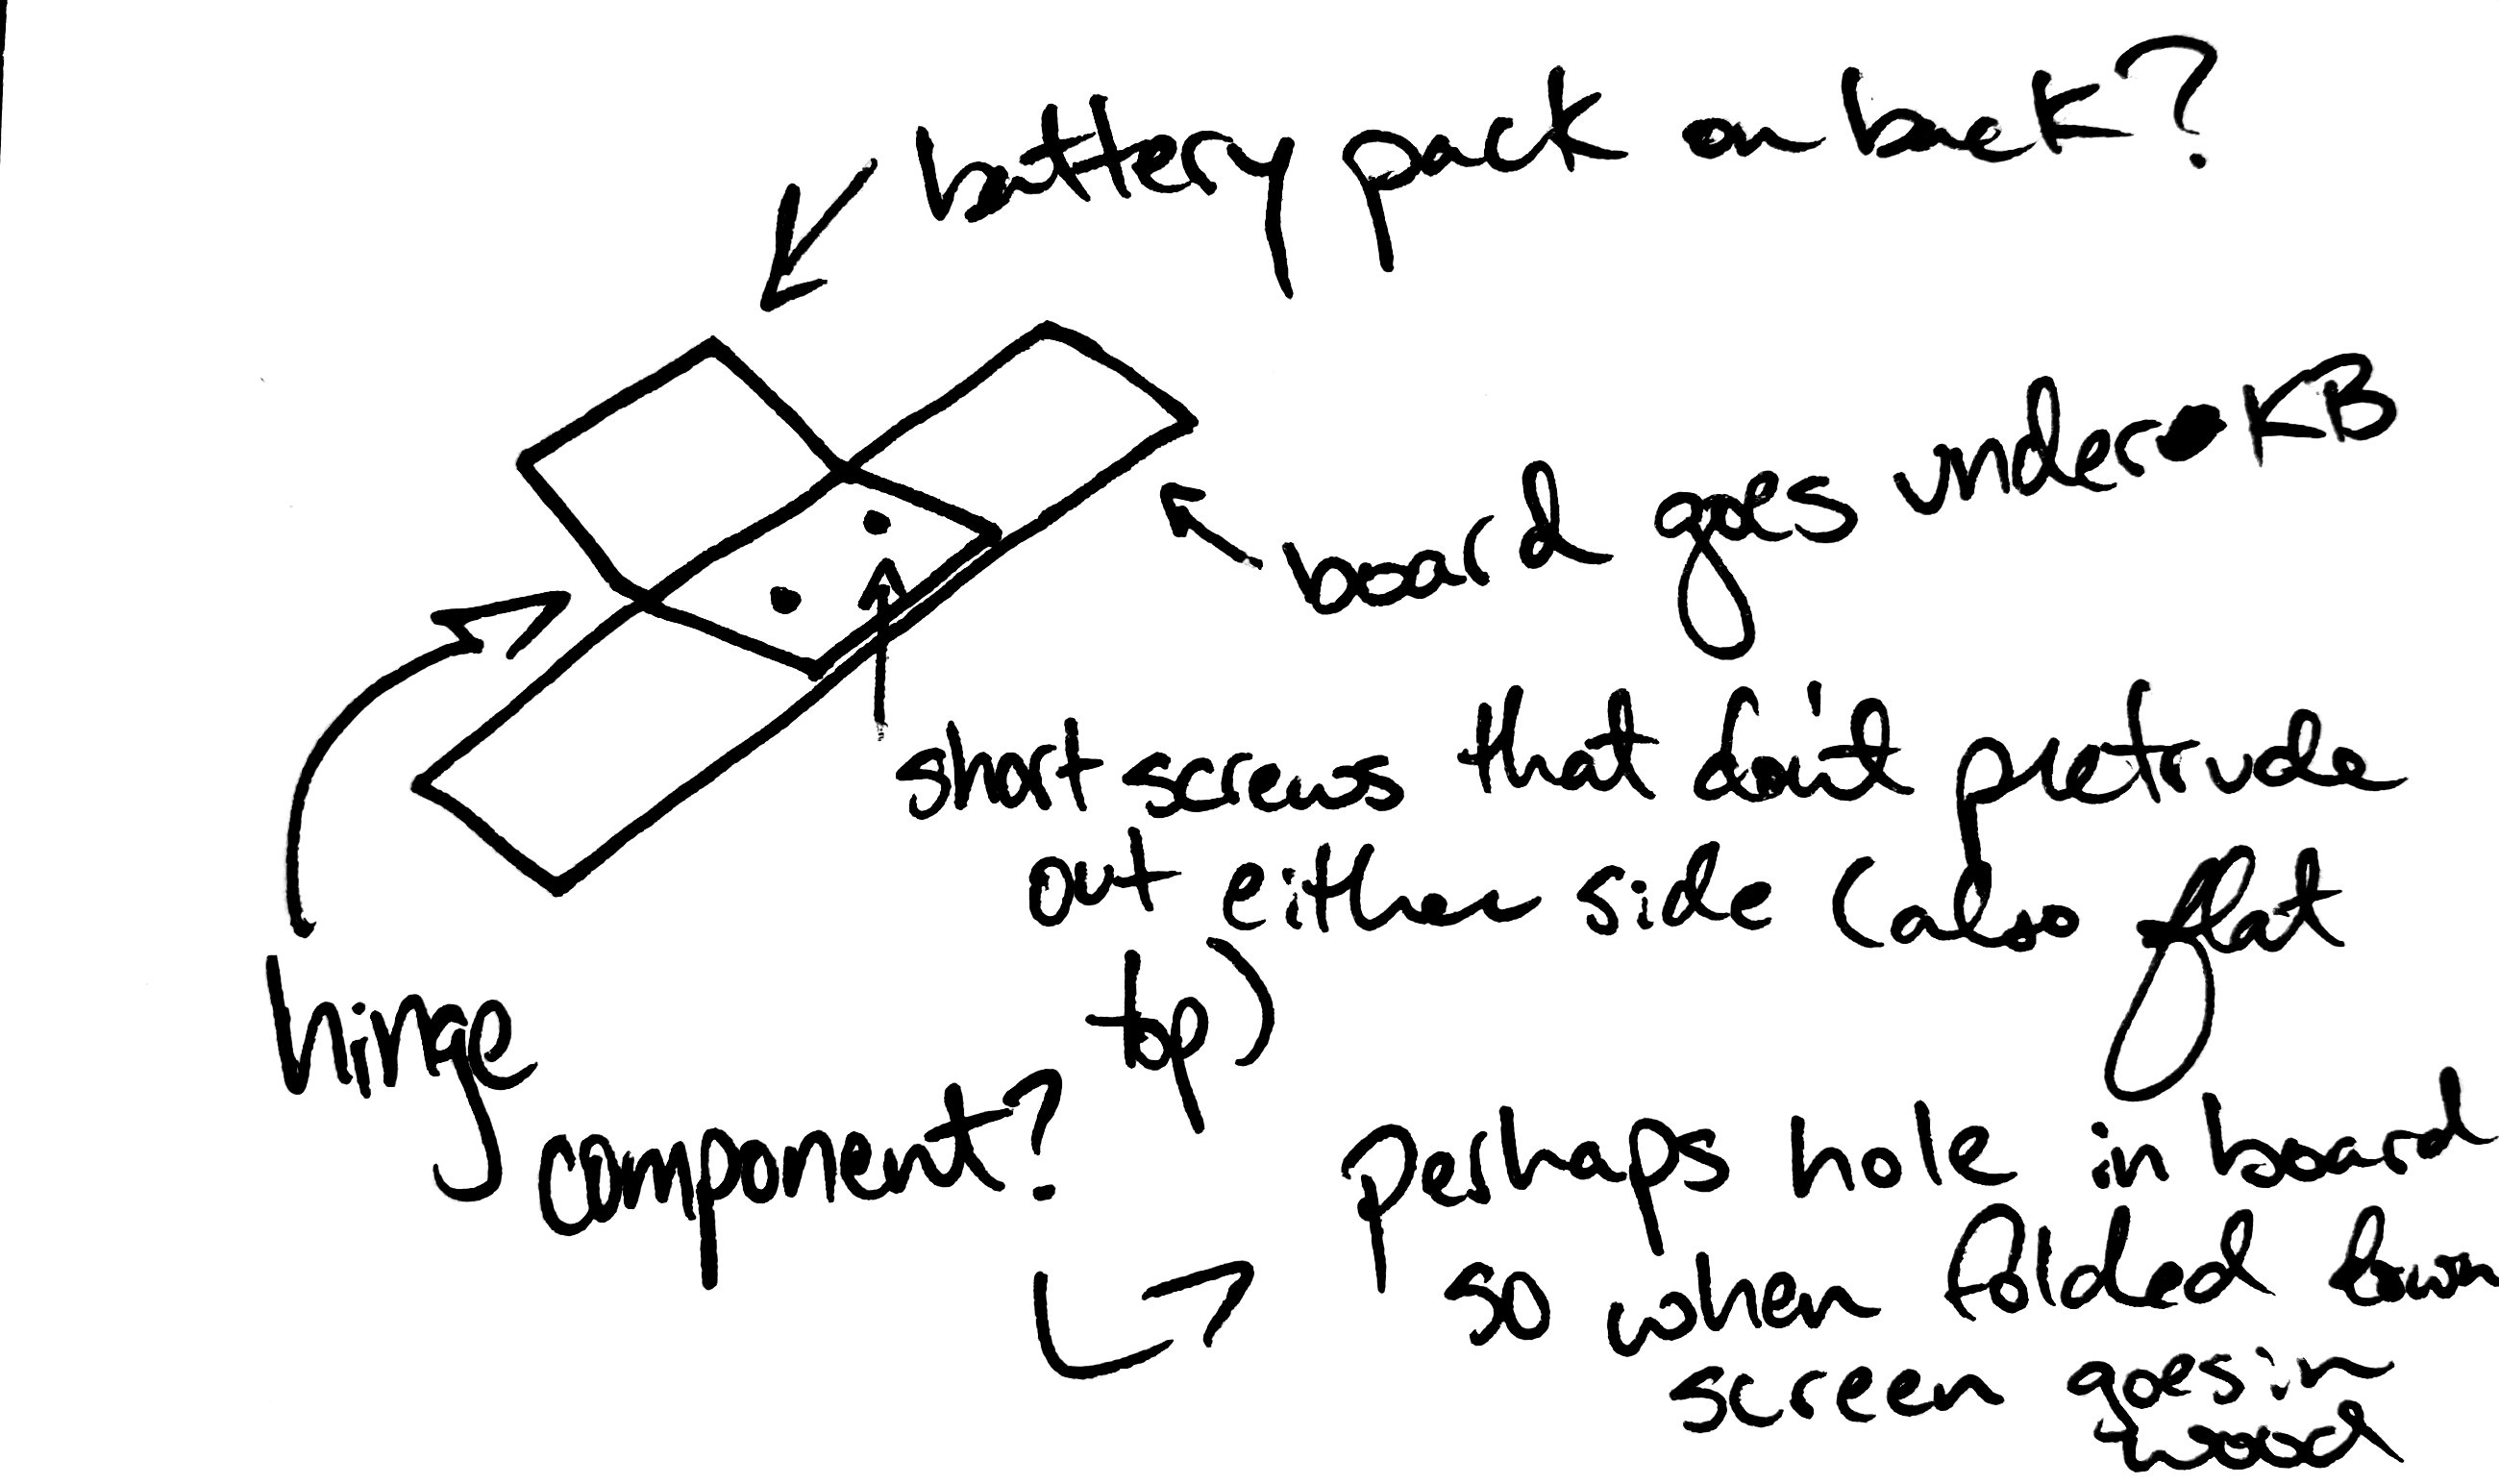 battery pack on back?
board goes under KB
short screws that don't pretrude
out either side (also flat
top)
hinge
component?
Perhaps hole in board
so when folded down
screen goes in
wood